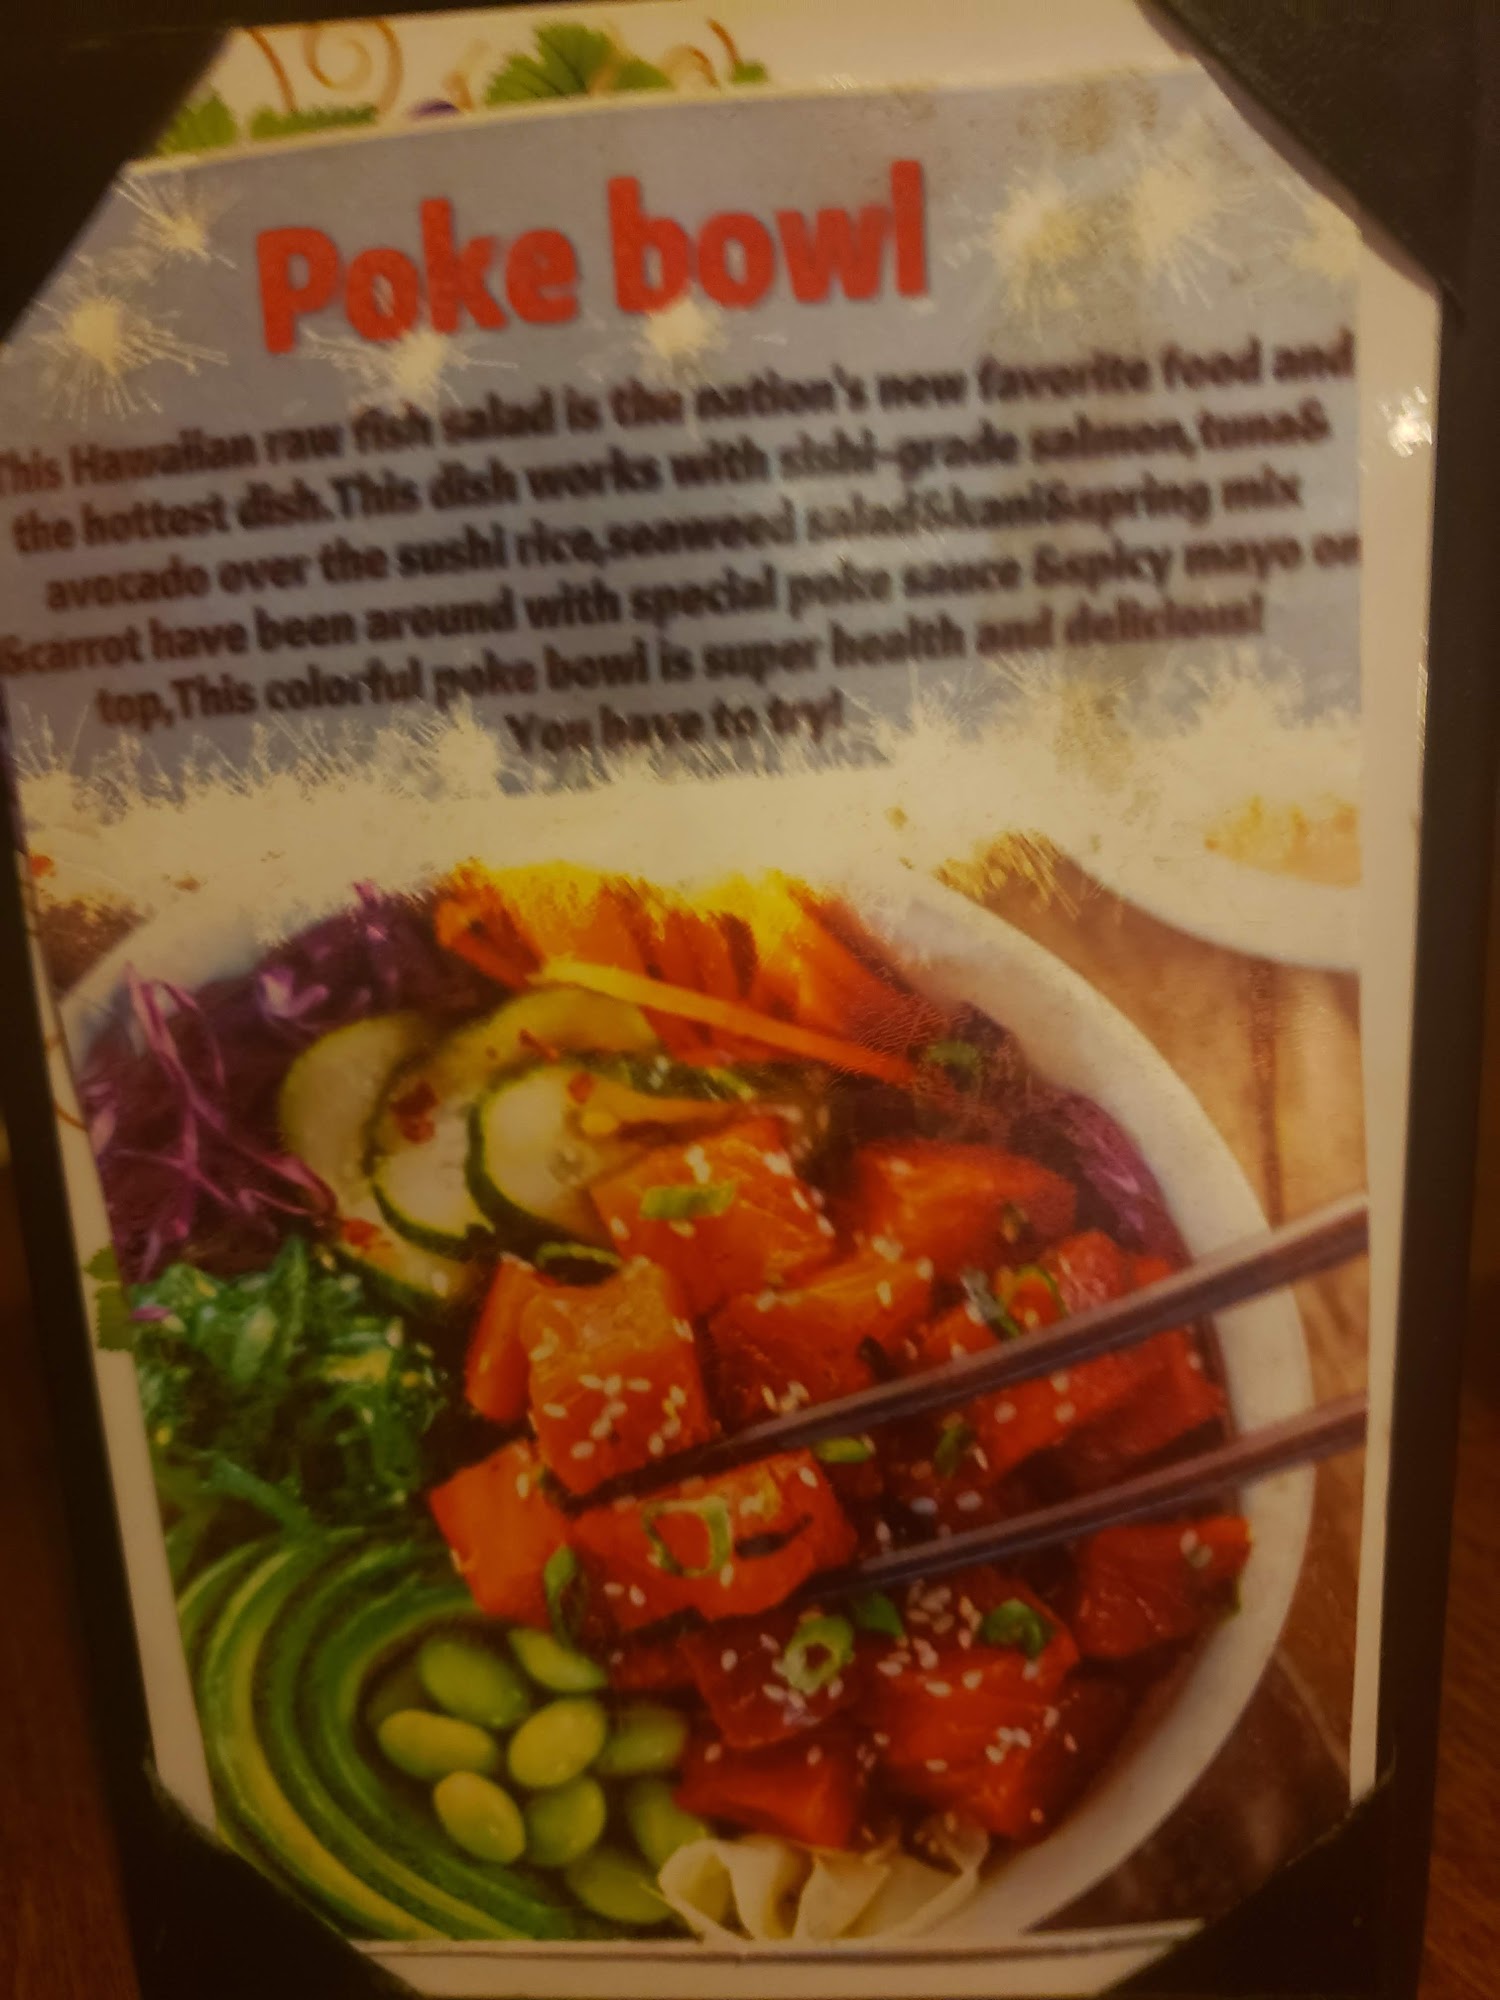 Poke bowl
This Hawaiian raw fish salad is the nation's new favorite food and
the hottest dish.This dish works with sishi-grade salmon,tuna&
avocado over the sushi rice,seaweed salad&kani&spring mix
&carrot have been around with special poke sauce &spicy mayo on
top,This colorful poke bowl is super health and delicious!
You have to try!